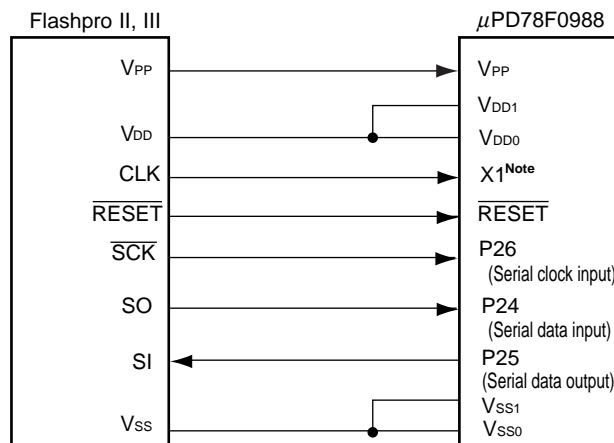 Flashpro II, III
μPD78F0988
VPP
VPP
VDD1
VDD
VDD0
CLK
X1Note
RESET
RESET
SCK
P26
(Serial clock input)
SO
P24
(Serial data input)
SI
P25
(Serial data output)
VSS1
VSS
VSS0